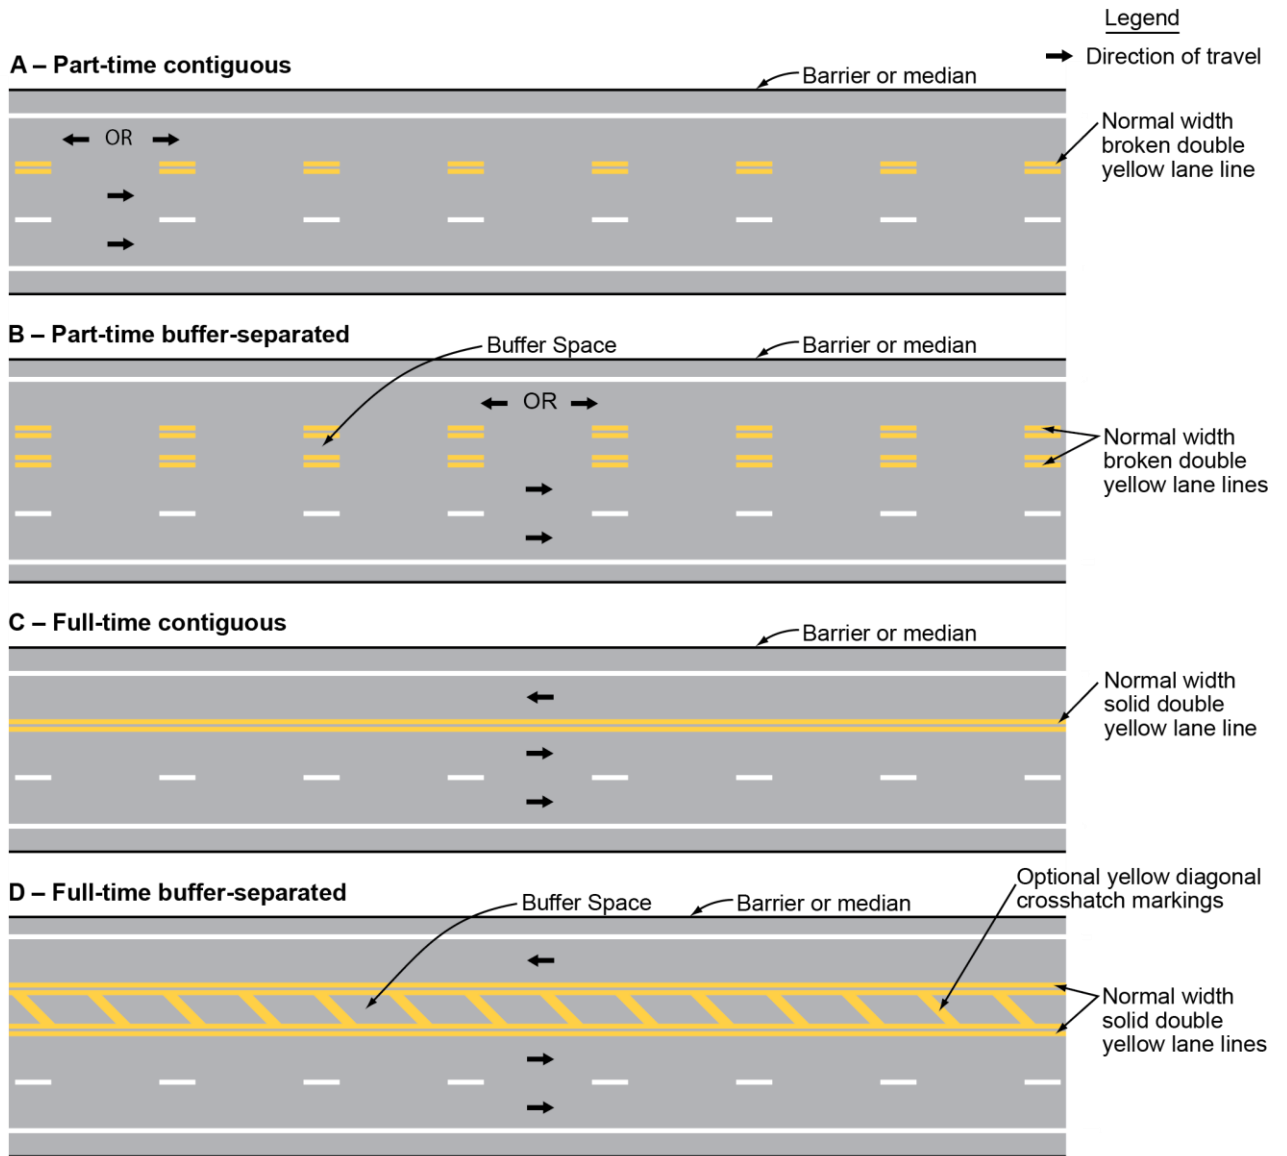 Legend
Direction of travel
A – Part-time contiguous
Barrier or median
OR
Normal width
broken double
yellow lane line
B – Part-time buffer-separated
Buffer Space
Barrier or median
OR
Normal width
broken double
yellow lane lines
C – Full-time contiguous
Barrier or median
Normal width
solid double
yellow lane line
D – Full-time buffer-separated
Buffer Space
Barrier or median
Optional yellow diagonal
crosshatch markings
Normal width
solid double
yellow lane lines